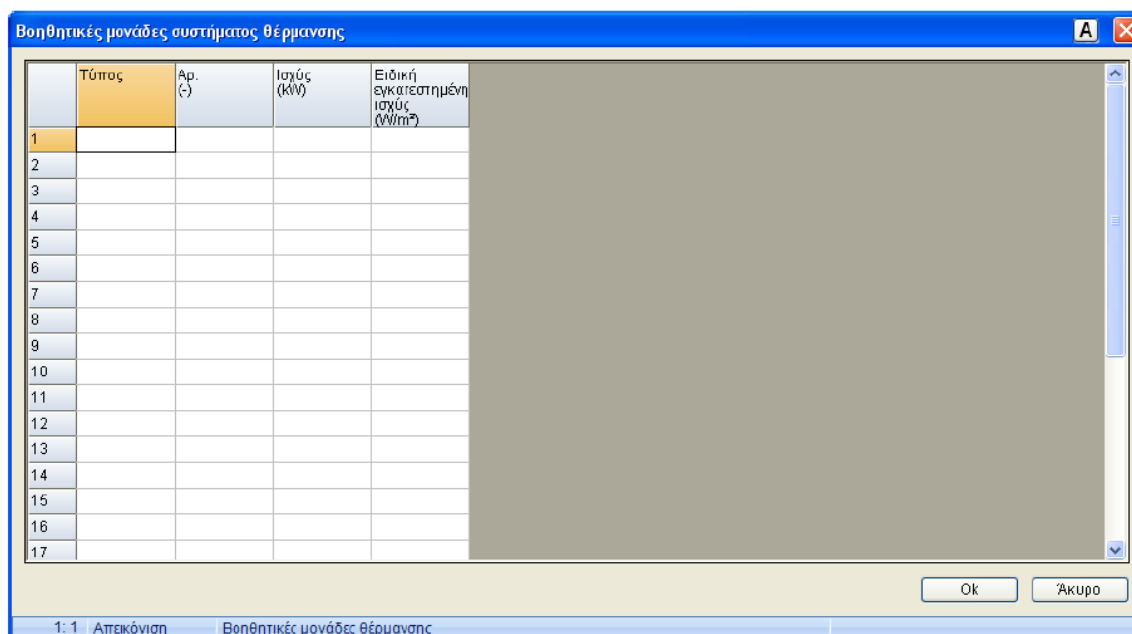 Βοηθητικές μονάδες συστήματος θέρμανσης A
Τύπος Αρ. Ισχύς Ειδική
(-) (kW) εγκατεστημένη
ισχύς
(W/m²)
1
2
3
4
5
6
7
8
9
10
11
12
13
14
15
16
17
Ok Άκυρο
1: 1 Απεικόνιση Βοηθητικές μονάδες θέρμανσης